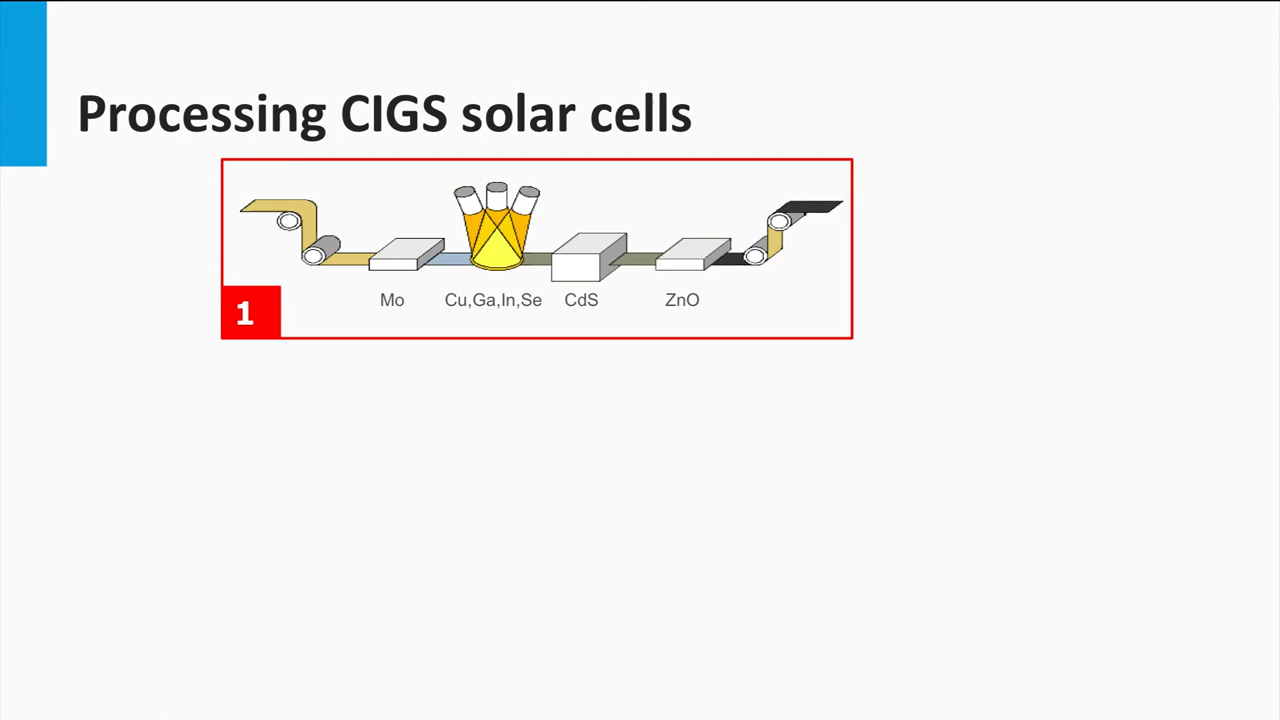 Processing CIGS solar cells
Mo Cu,Ga,In,Se CdS ZnO
1